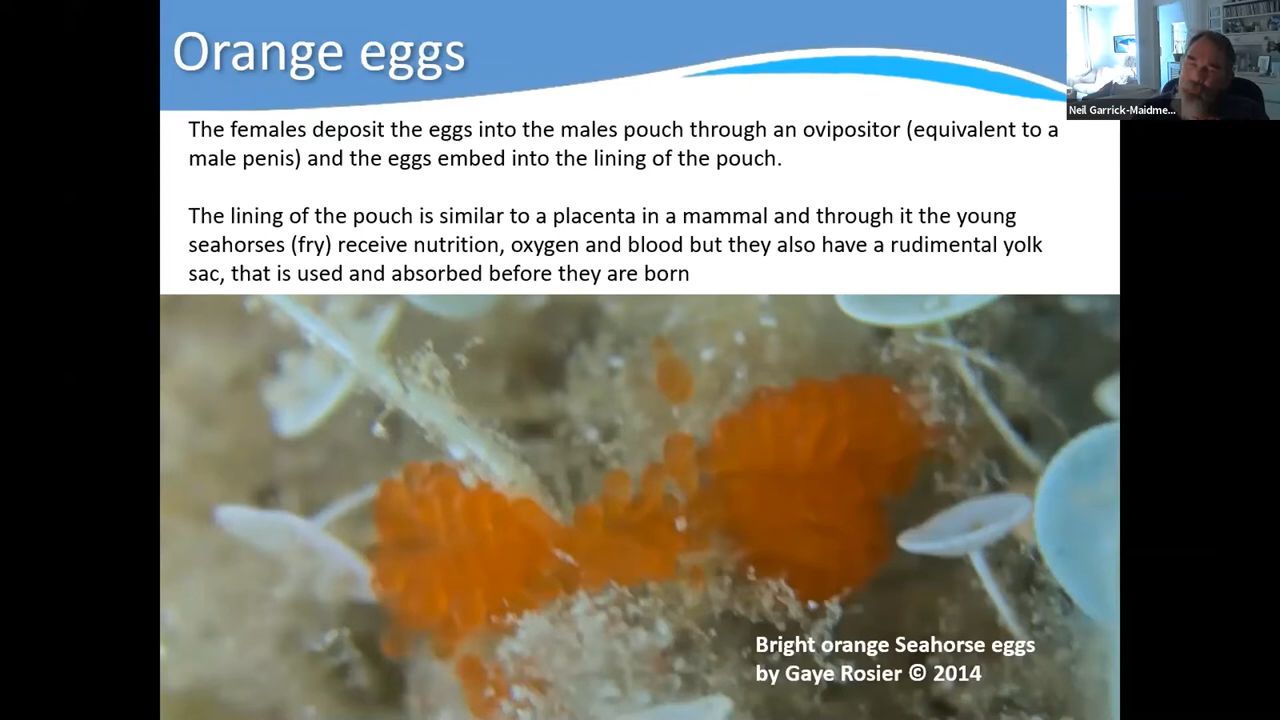 Orange eggs
Neil Garrick-Maidme...
The females deposit the eggs into the males pouch through an ovipositor (equivalent to a
male penis) and the eggs embed into the lining of the pouch.
The lining of the pouch is similar to a placenta in a mammal and through it the young
seahorses (fry) receive nutrition, oxygen and blood but they also have a rudimental yolk
sac, that is used and absorbed before they are born
Bright orange Seahorse eggs
by Gaye Rosier © 2014